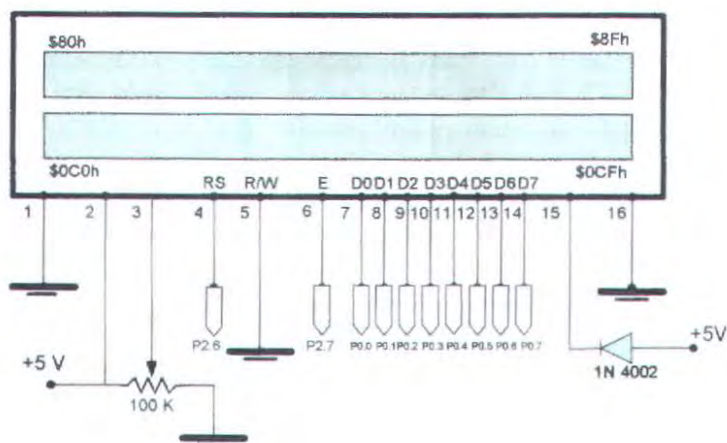 $80h $8Fh
$0C0h $0CFh
RS R/W E D0 D1 D2 D3 D4 D5 D6 D7
1 2 3 4 5 6 7 8 9 10 11 12 13 14 15 16
P2.6 P2.7 P0.0 P0.1 P0.2 P0.3 P0.4 P0.5 P0.6 P0.7
+5V
1N 4002
+5 V
100 K